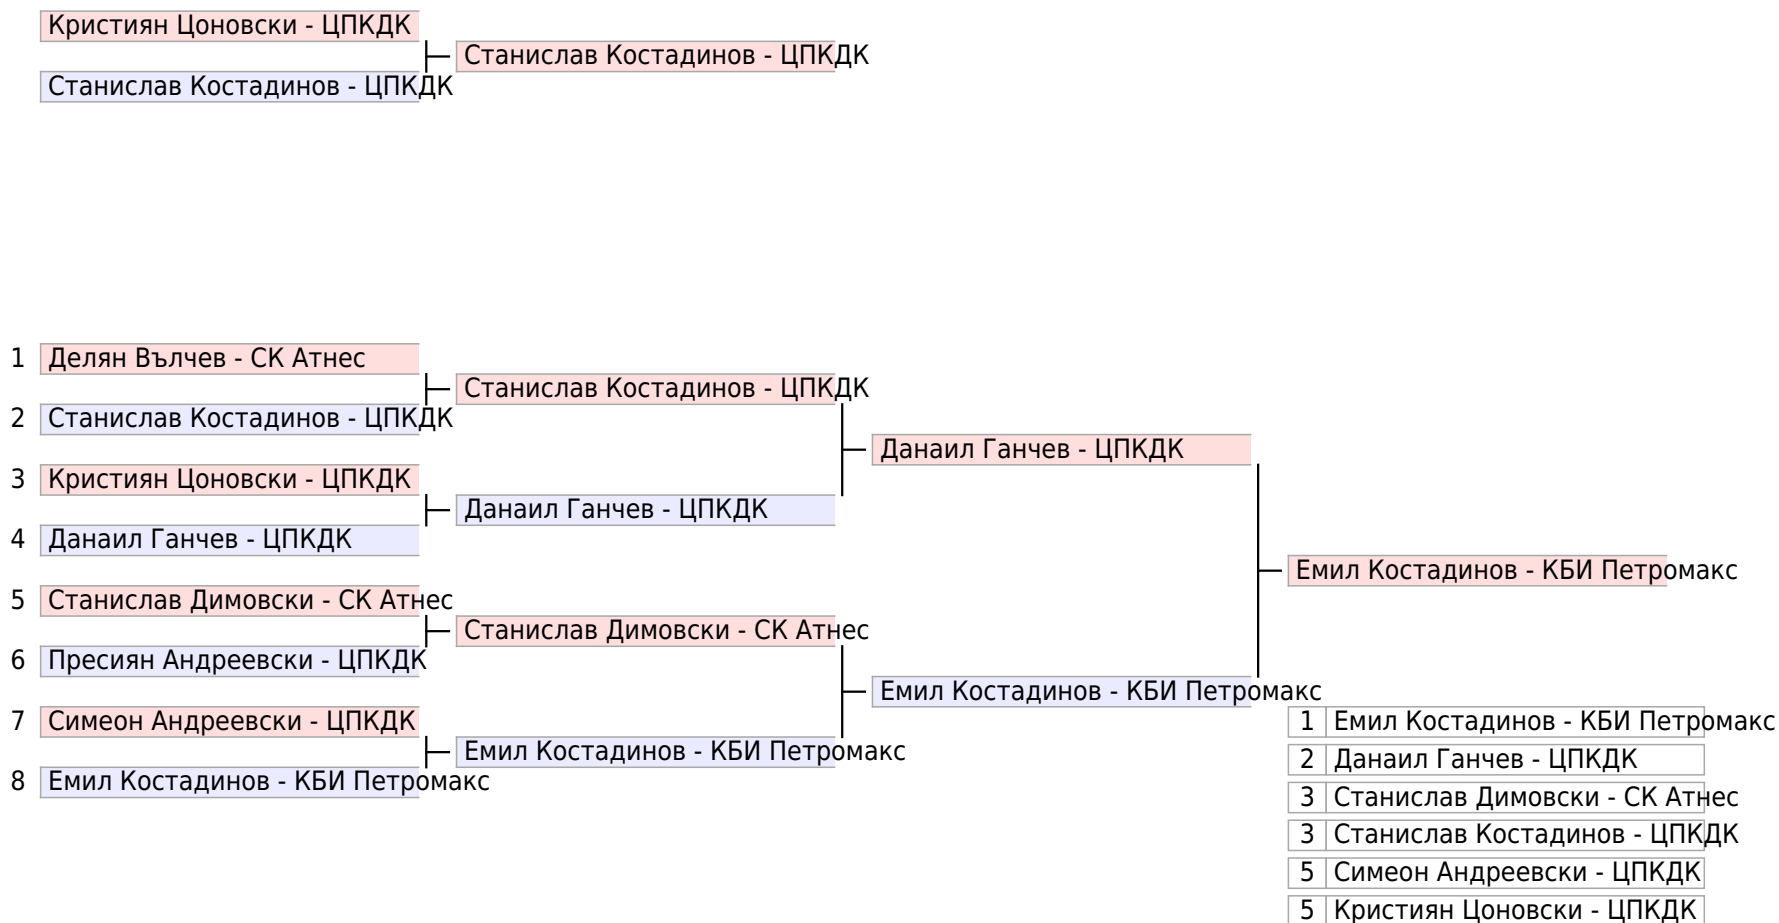 Кристиян Цоновски - ЦПКДК
Станислав Костадинов - ЦПКДК
Станислав Костадинов - ЦПКДК
1 Делян Вълчев - СК Атнес
Станислав Костадинов - ЦПКДК
2 Станислав Костадинов - ЦПКДК
Данаил Ганчев - ЦПКДК
3 Кристиян Цоновски - ЦПКДК
Данаил Ганчев - ЦПКДК
4 Данаил Ганчев - ЦПКДК
Емил Костадинов - КБИ Петромакс
5 Станислав Димовски - СК Атнес
Станислав Димовски - СК Атнес
6 Пресиян Андреевски - ЦПКДК
Емил Костадинов - КБИ Петромакс
7 Симеон Андреевски - ЦПКДК
Емил Костадинов - КБИ Петромакс
8 Емил Костадинов - КБИ Петромакс
1 Емил Костадинов - КБИ Петромакс
2 Данаил Ганчев - ЦПКДК
3 Станислав Димовски - СК Атнес
3 Станислав Костадинов - ЦПКДК
5 Симеон Андреевски - ЦПКДК
5 Кристиян Цоновски - ЦПКДК